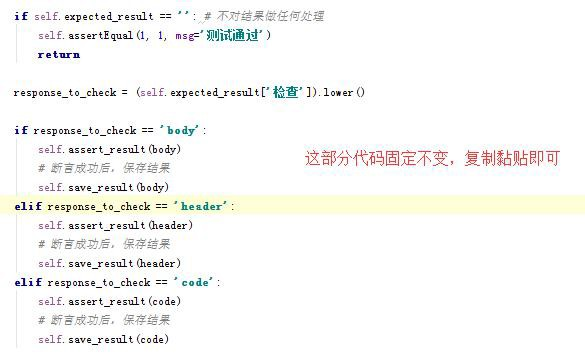 if self.expected_result == '': # 不对结果做任何处理
    self.assertEqual(1, 1, msg='测试通过')
    return
response_to_check = (self.expected_result['检查']).lower()
if response_to_check == 'body':
    self.assert_result(body)
    # 断言成功后，保存结果
    self.save_result(body)
这部分代码固定不变，复制黏贴即可
elif response_to_check == 'header':
    self.assert_result(header)
    # 断言成功后，保存结果
    self.save_result(header)
elif response_to_check == 'code':
    self.assert_result(code)
    # 断言成功后，保存结果
    self.save_result(code)